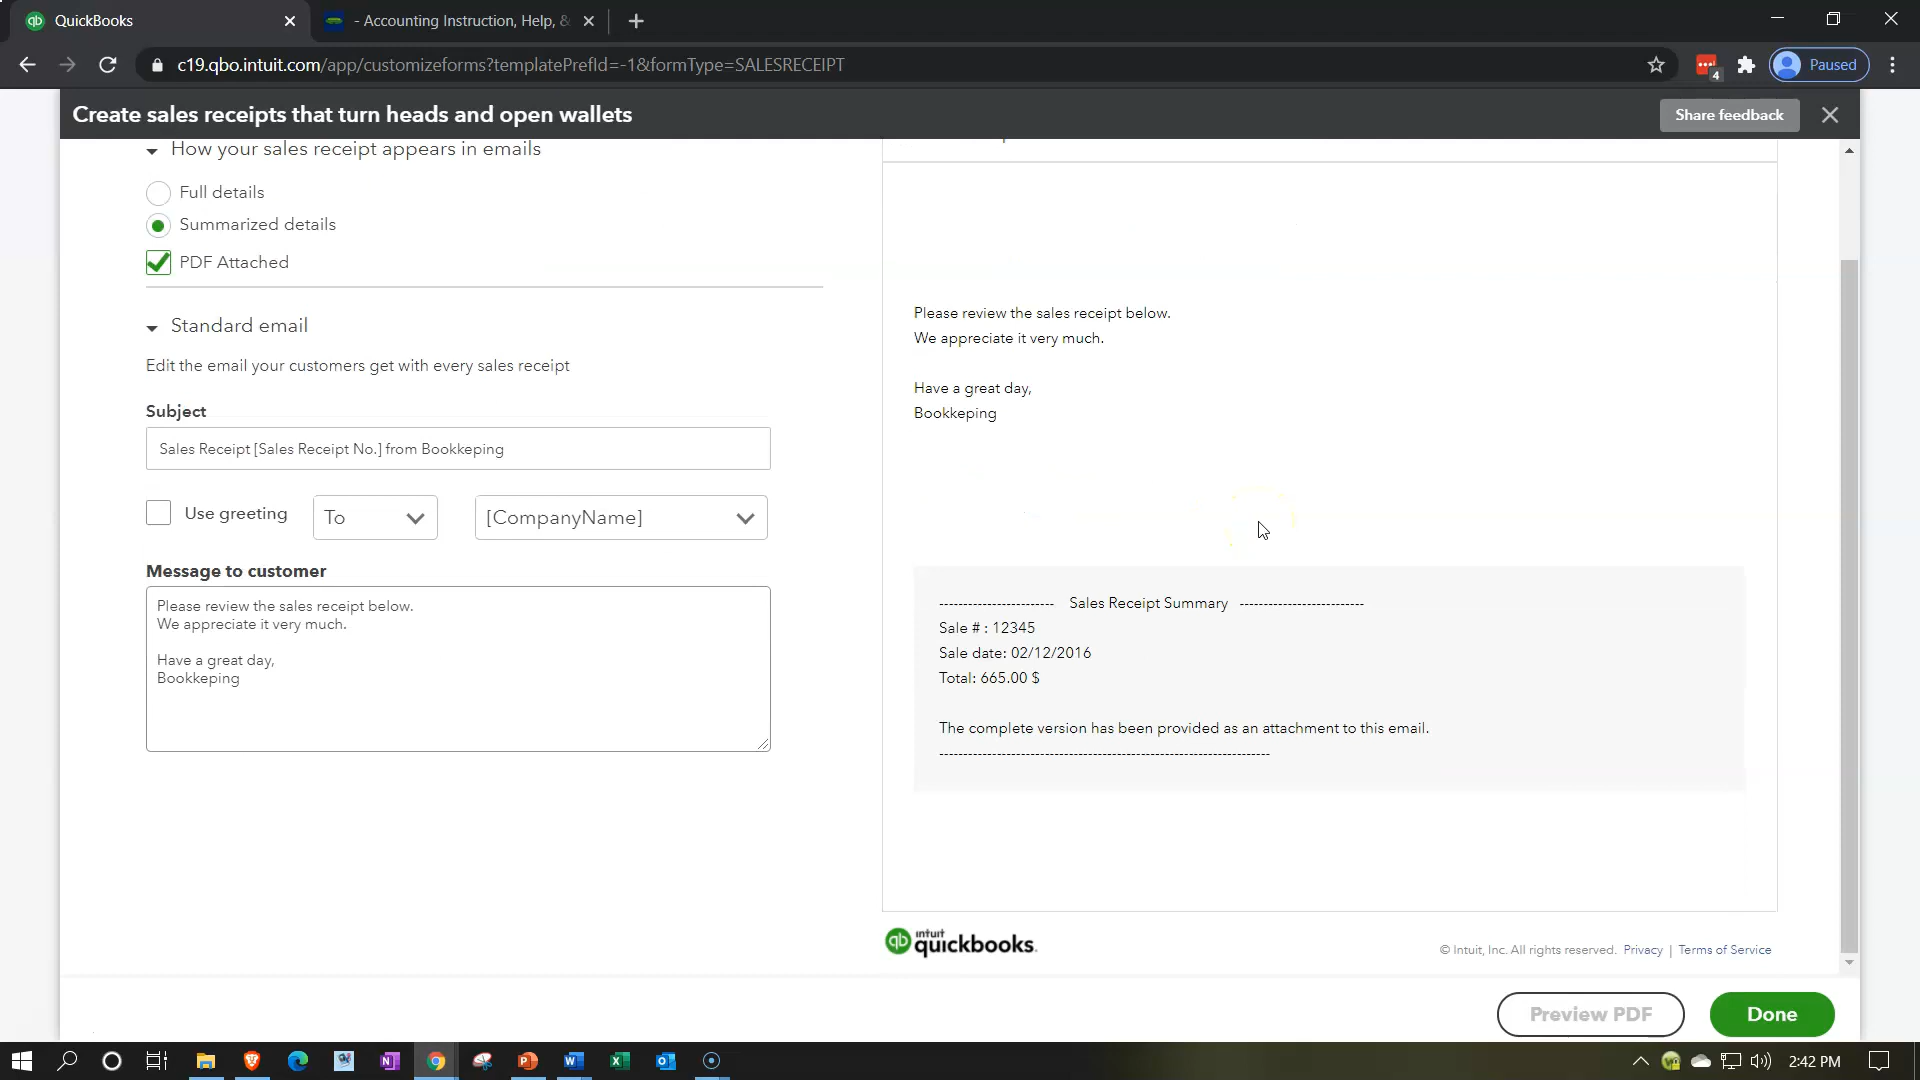 QuickBooks
- Accounting Instruction, Help, &
c19.qbo.intuit.com/app/customizeforms?templatePrefId=-1&formType=SALESRECEIPT
4
Paused
Create sales receipts that turn heads and open wallets
Share feedback
How your sales receipt appears in emails
Full details
Summarized details
PDF Attached
Standard email
Edit the email your customers get with every sales receipt
Subject
Sales Receipt [Sales Receipt No.] from Bookkeping
Use greeting
To
[CompanyName]
Message to customer
Please review the sales receipt below.
We appreciate it very much.
Have a great day,
Bookkeping
Please review the sales receipt below.
We appreciate it very much.
Have a great day,
Bookkeping
------------------------ Sales Receipt Summary --------------------------
Sale # : 12345
Sale date: 02/12/2016
Total: 665.00 $
The complete version has been provided as an attachment to this email.
---------------------------------------------------------------------
intuit
quickbooks.
© Intuit, Inc. All rights reserved. Privacy | Terms of Service
Preview PDF
Done
2:42 PM